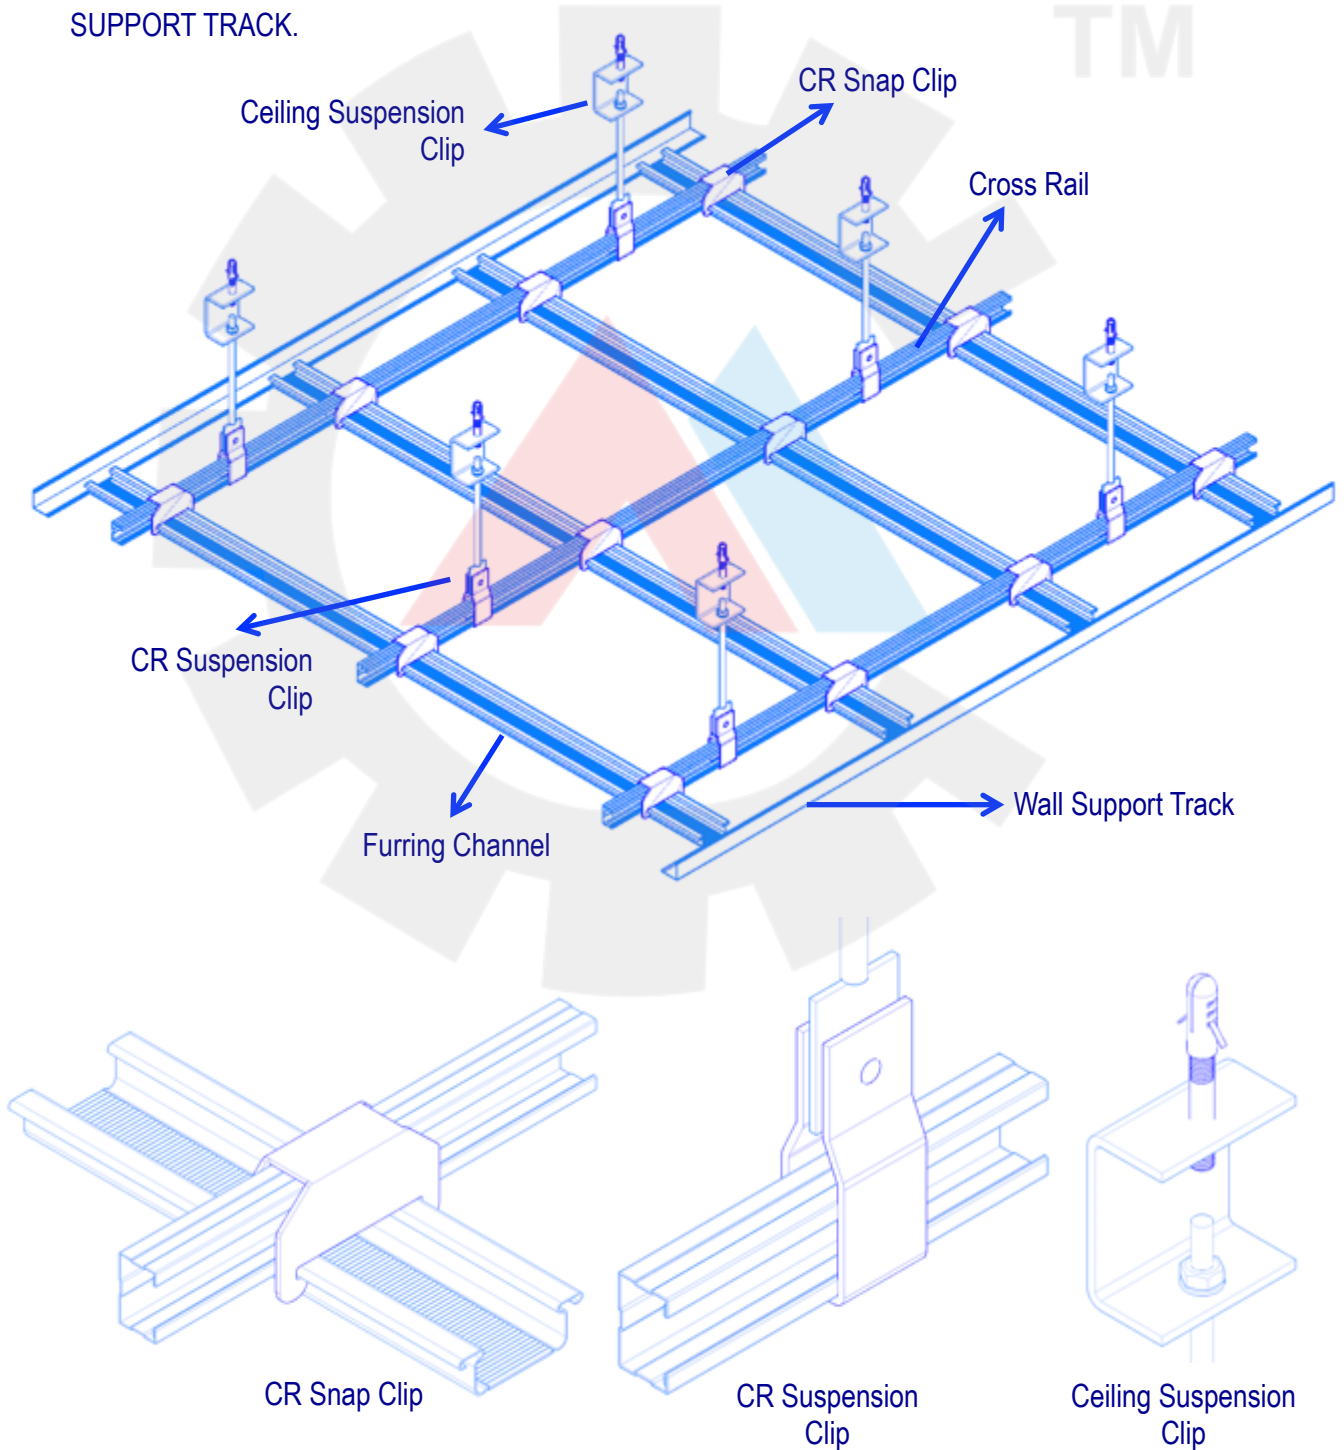 SUPPORT TRACK.
TM
CR Snap Clip
Ceiling Suspension
Clip
Cross Rail
CR Suspension
Clip
Wall Support Track
Furring Channel
CR Snap Clip
CR Suspension
Clip
Ceiling Suspension
Clip